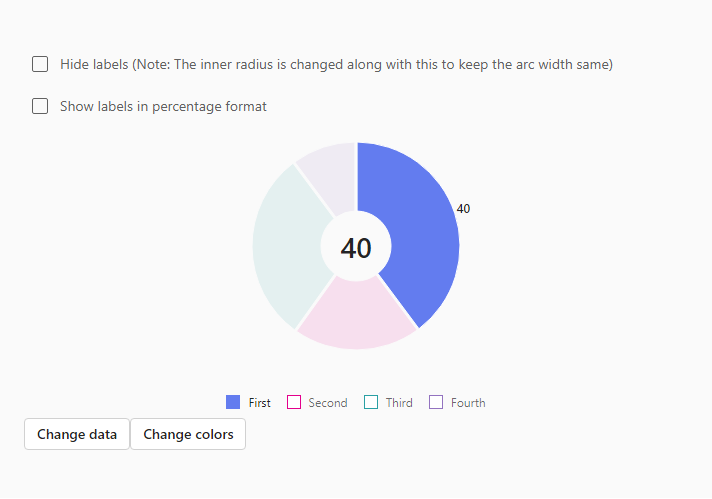 Hide labels (Note: The inner radius is changed along with this to keep the arc width same)
Show labels in percentage format
40
40
First Second Third Fourth
Change data Change colors